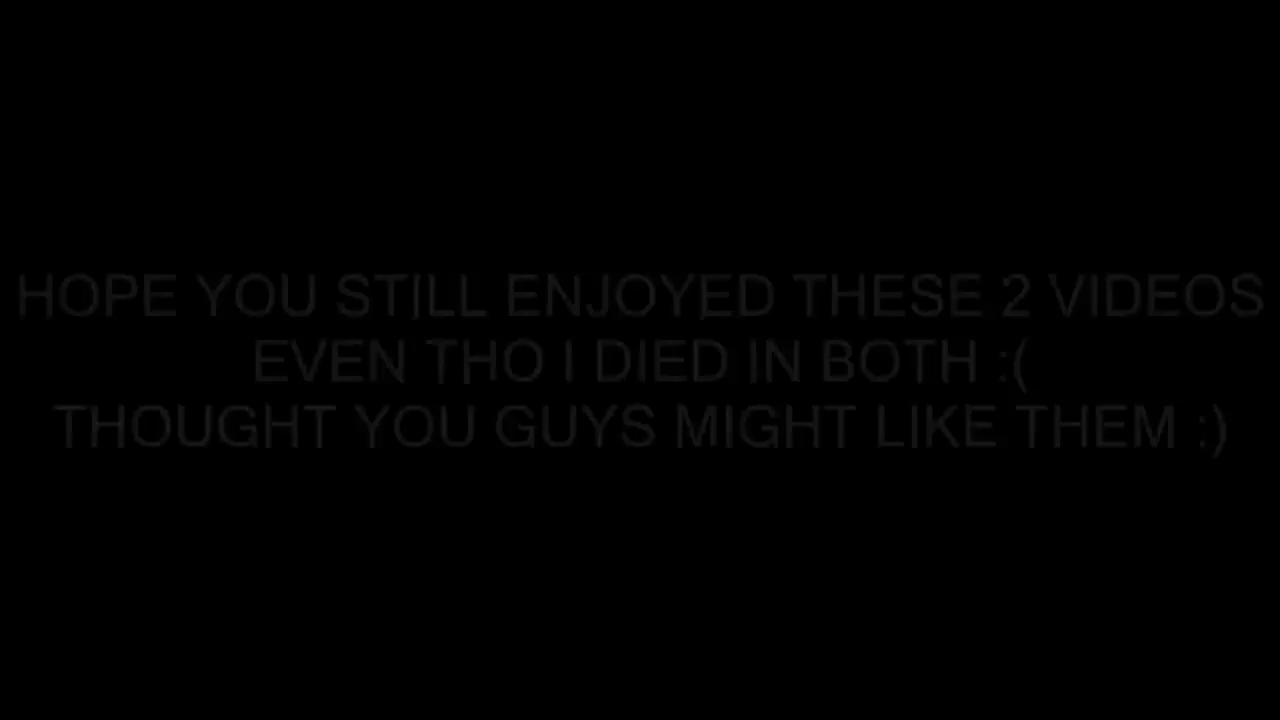 HOPE YOU STILL ENJOYED THESE 2 VIDEOS
EVEN THO I DIED IN BOTH :(
THOUGHT YOU GUYS MIGHT LIKE THEM :)